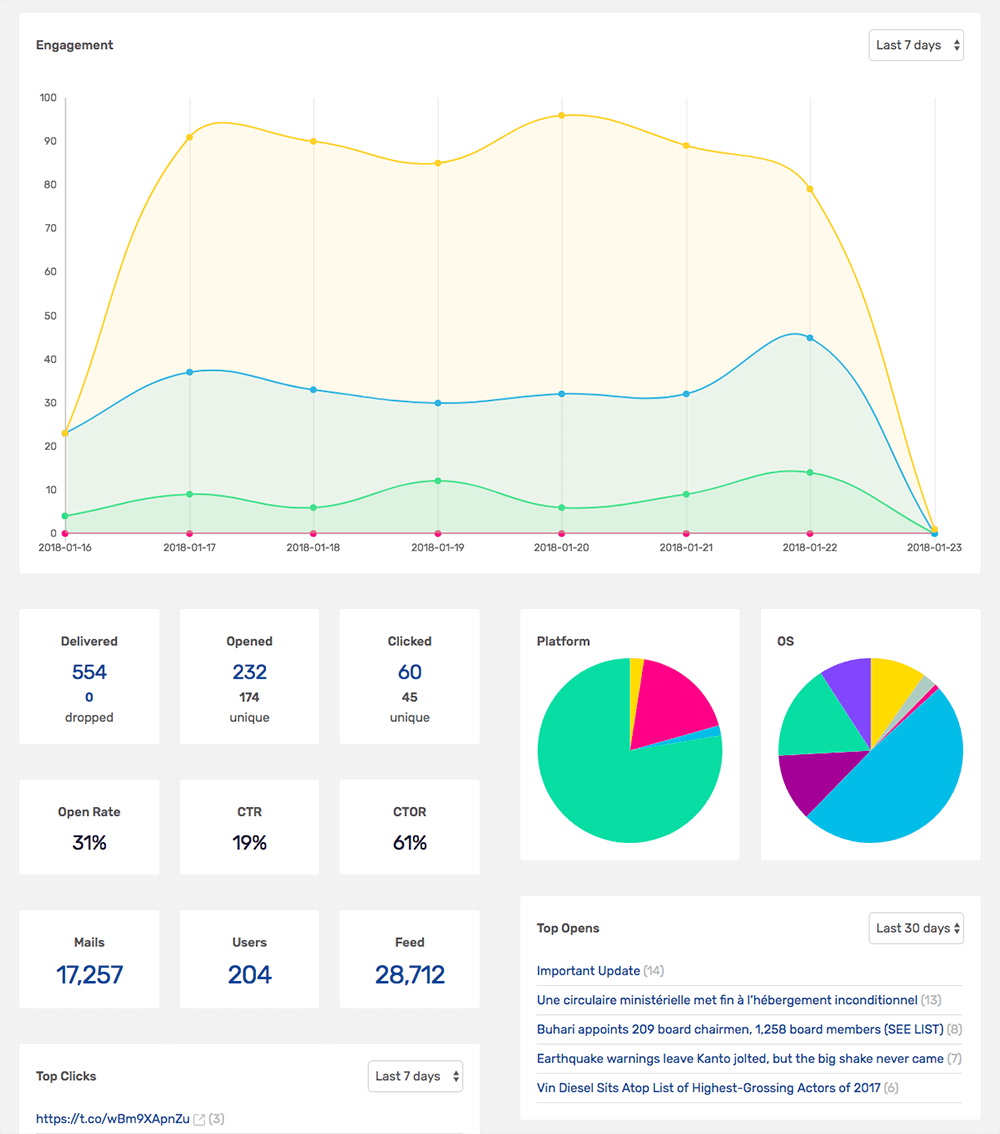 Engagement
Last 7 days
100
90
80
70
60
50
40
30
20
10
0
2018-01-16 2018-01-17 2018-01-18 2018-01-19 2018-01-20 2018-01-21 2018-01-22 2018-01-23
Delivered
554
0
dropped
Opened
232
174
unique
Clicked
60
45
unique
Open Rate
31%
CTR
19%
CTOR
61%
Mails
17,257
Users
204
Feed
28,712
Top Clicks
Last 7 days
https://t.co/wBm9XApnZu (3)
Platform
OS
Top Opens
Last 30 days
Important Update (14)
Une circulaire ministérielle met fin à l'hébergement inconditionnel (13)
Buhari appoints 209 board chairmen, 1,258 board members (SEE LIST) (8)
Earthquake warnings leave Kanto jolted, but the big shake never came (7)
Vin Diesel Sits Atop List of Highest-Grossing Actors of 2017 (6)